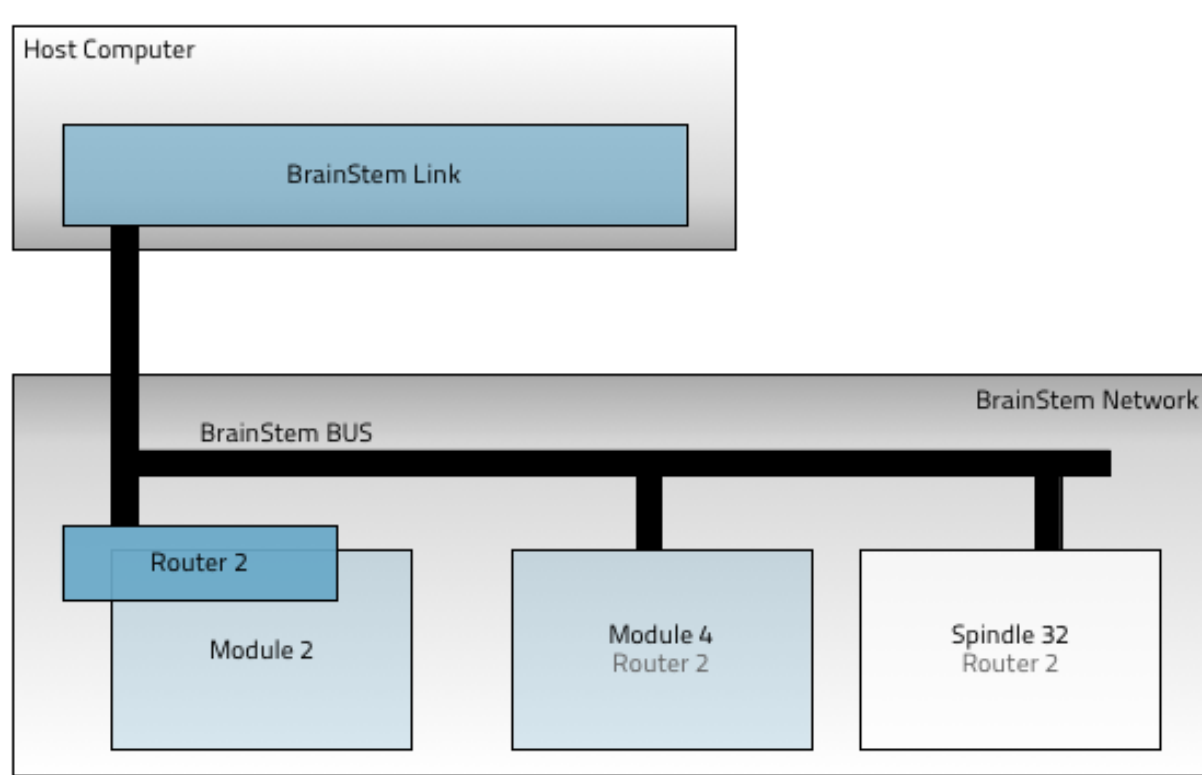 Host Computer
BrainStem Link
BrainStem Network
BrainStem BUS
Router 2
Module 2
Module 4
Router 2
Spindle 32
Router 2